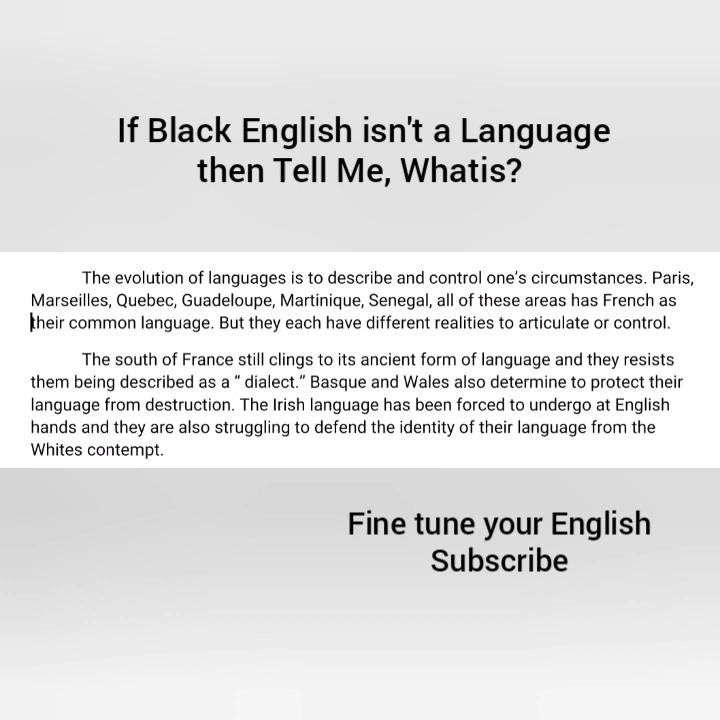 If Black English isn't a Language
then Tell Me, Whatis?
The evolution of languages is to describe and control one’s circumstances. Paris,
Marseilles, Quebec, Guadeloupe, Martinique, Senegal, all of these areas has French as
their common language. But they each have different realities to articulate or control.
The south of France still clings to its ancient form of language and they resists
them being described as a “ dialect.” Basque and Wales also determine to protect their
language from destruction. The Irish language has been forced to undergo at English
hands and they are also struggling to defend the identity of their language from the
Whites contempt.
Fine tune your English
Subscribe